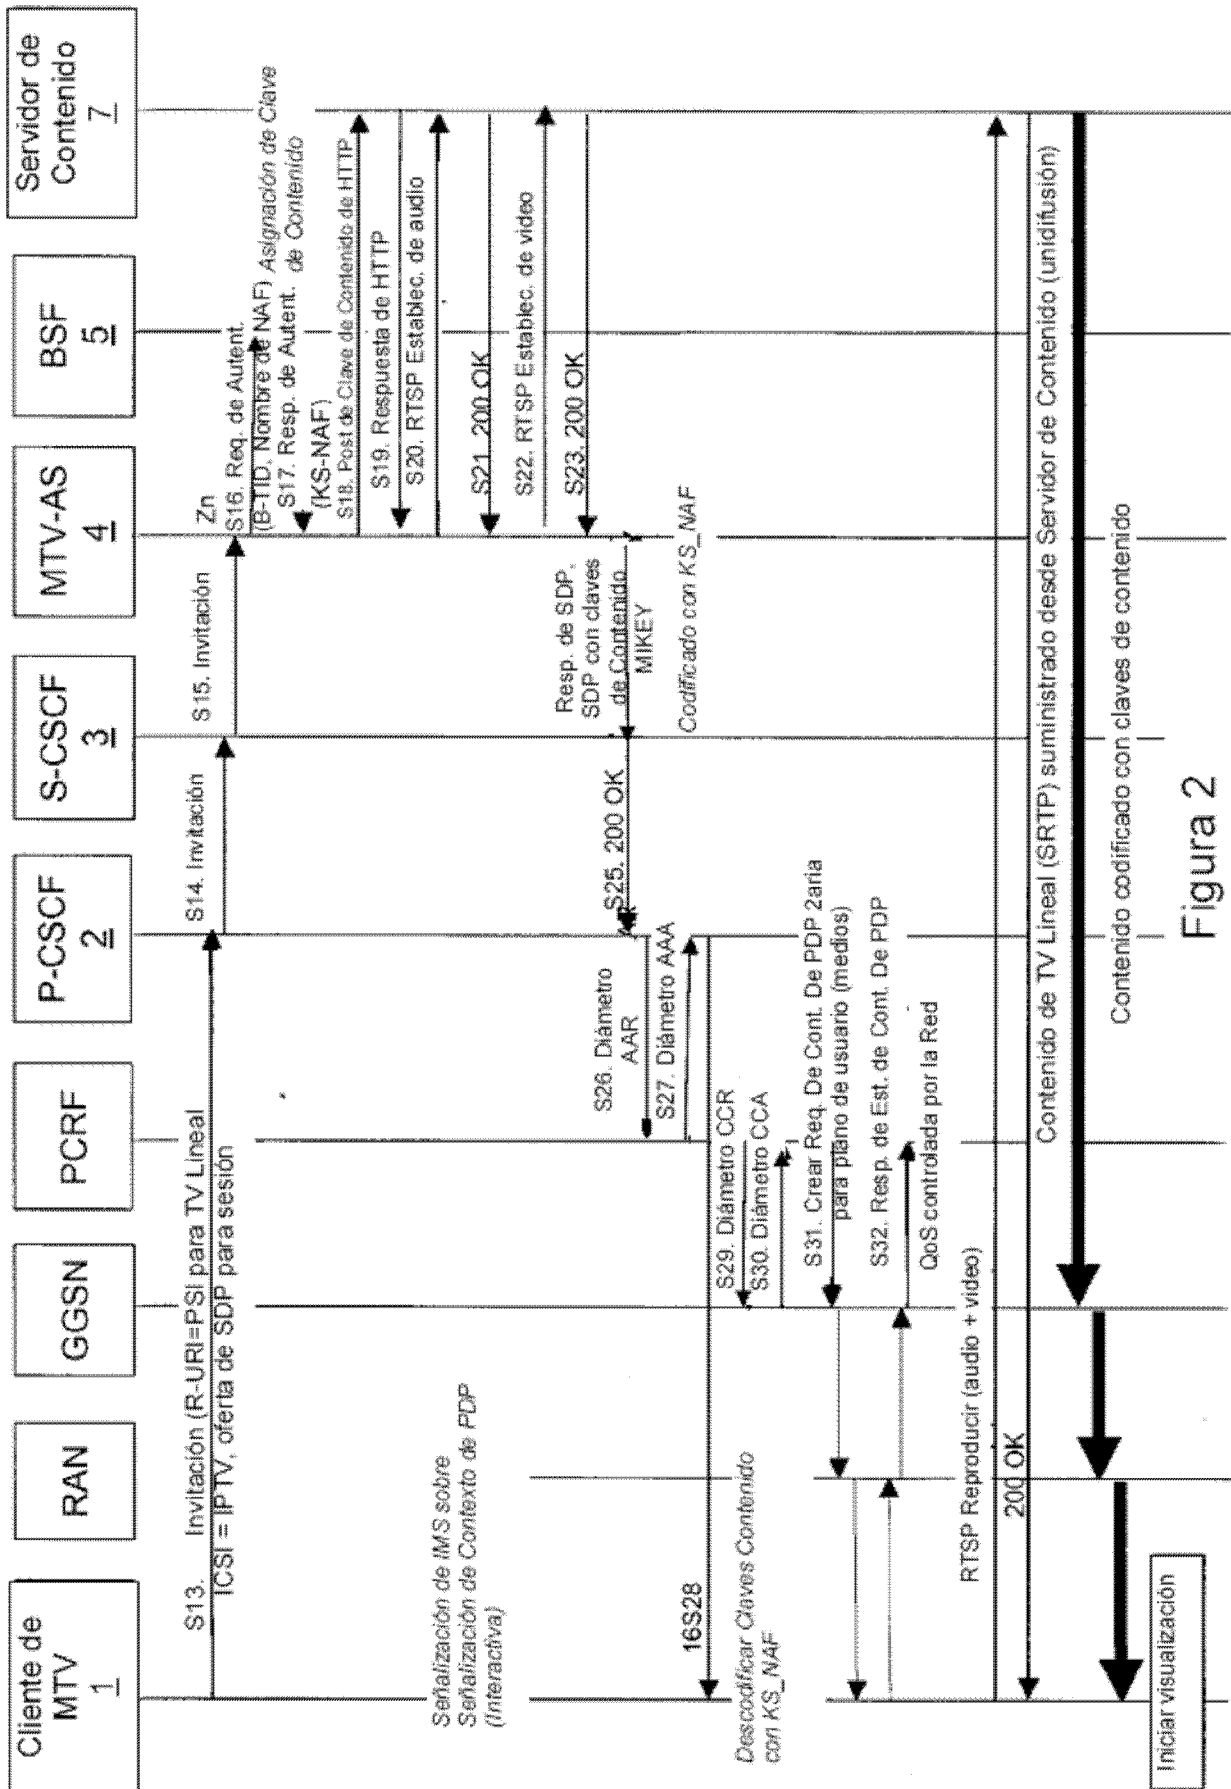 Cliente de
MTV
1
RAN
GGSN
PCRF
P-CSCF
2
S-CSCF
3
MTV-AS
4
BSF
5
Servidor de
Contenido
7
S13.
Invitación (R-URI=PSI para TV Lineal
ICSI = IPTV, oferta de SDP para sesión
S14. Invitación
S15. Invitación
Zn
S16. Req. de Autent.
(B-TID. Nombre de NAF)
Asignación de Clave
de Contenido
S17. Resp. de Autent.
(KS-NAF)
S18. Post de Clave de Contenido de HTTP
S19. Respuesta de HTTP
S20. RTSP Establec. de audio
S21. 200 OK
S22. RTSP Establec. de video
S23. 200 OK
Señalización de IMS sobre
Señalización de Contexto de PDP
(Interactiva)
Resp. de SDP.
SDP con claves
de Contenido
MIKEY
Codificado con KS_NAF
S25. 200 OK
S26. Diámetro
AAR
S27. Diámetro AAA
16S28
Descodificar Claves Contenido
con KS_NAF
S29. Diámetro CCR
S30. Diámetro CCA
S31. Crear Req. De Cont. De PDP 2aria
para plano de usuario (medios)
S32. Resp. de Est. de Cont. De PDP
QoS controlada por la Red
RTSP Reproducir (audio + video)
200 OK
Contenido de TV Lineal (SRTP) suministrado desde Servidor de Contenido (unidifusión)
Contenido codificado con claves de contenido
Iniciar visualización
Figura 2